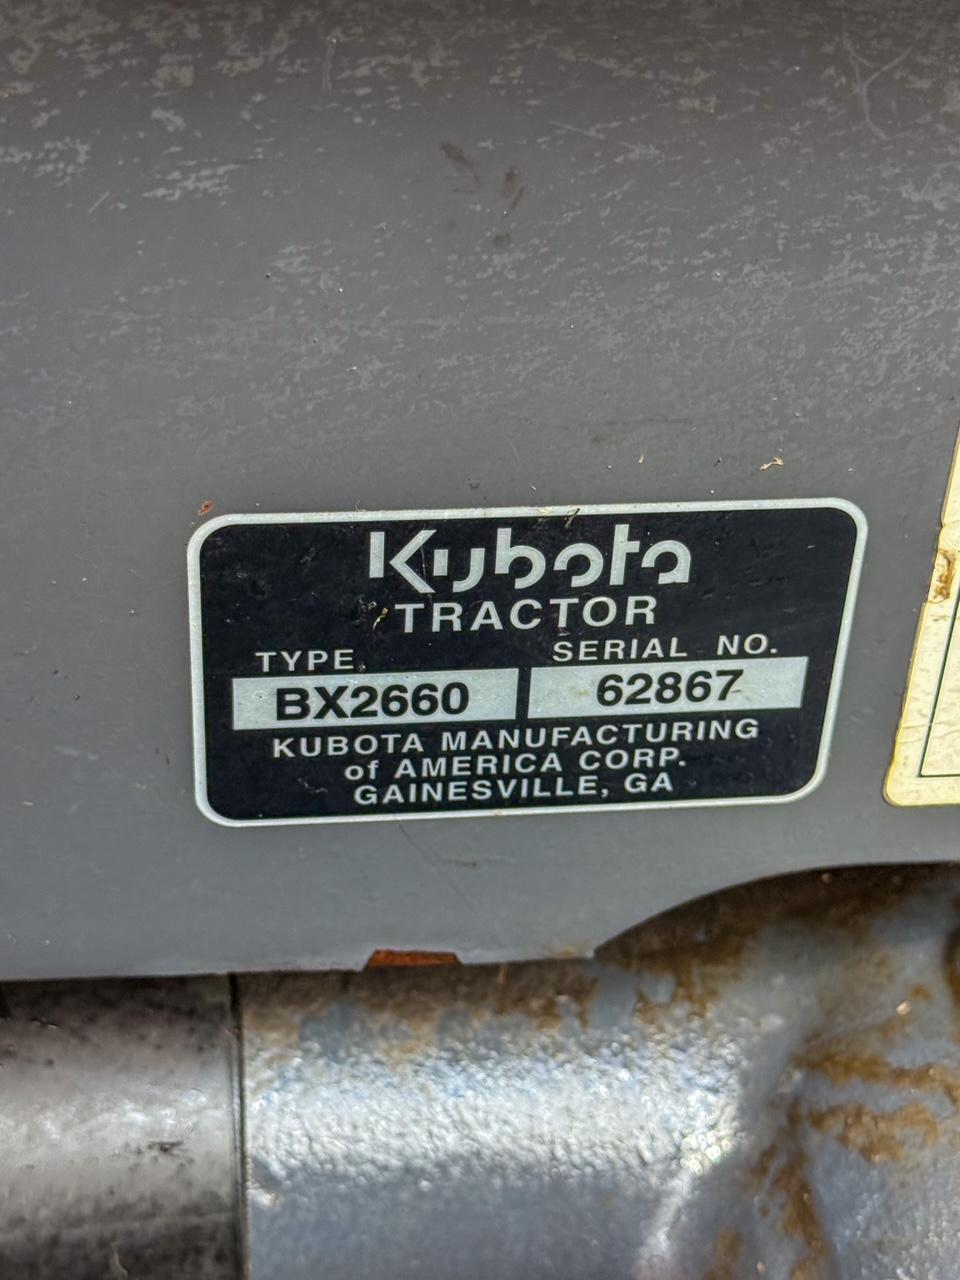 Kubota
TRACTOR
TYPE SERIAL NO.
BX2660 62867
KUBOTA MANUFACTURING
of AMERICA CORP.
GAINESVILLE, GA